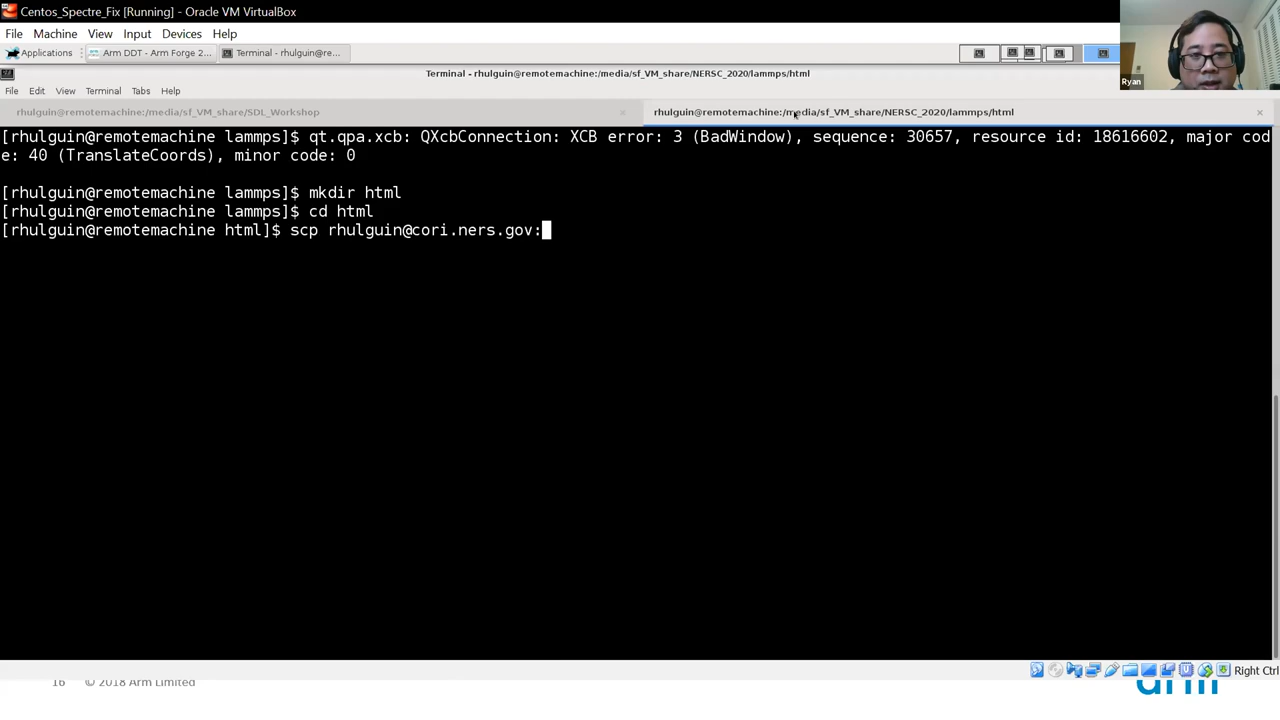 Centos_Spectre_Fix [Running] - Oracle VM VirtualBox
File Machine View Input Devices Help
Applications Arm DDT - Arm Forge 2... Terminal - rhulguin@re...
Ryan
Terminal - rhulguin@remotemachine:/media/sf_VM_share/NERSC_2020/lammps/html
File Edit View Terminal Tabs Help
rhulguin@remotemachine:/media/sf_VM_share/SDL_Workshop rhulguin@remotemachine:/media/sf_VM_share/NERSC_2020/lammps/html
[rhulguin@remotemachine lammps]$ qt.qpa.xcb: QXcbConnection: XCB error: 3 (BadWindow), sequence: 30657, resource id: 18616602, major cod
e: 40 (TranslateCoords), minor code: 0
[rhulguin@remotemachine lammps]$ mkdir html
[rhulguin@remotemachine lammps]$ cd html
[rhulguin@remotemachine html]$ scp rhulguin@cori.ners.gov:
Right Ctrl
16 © 2018 Arm Limited
arm